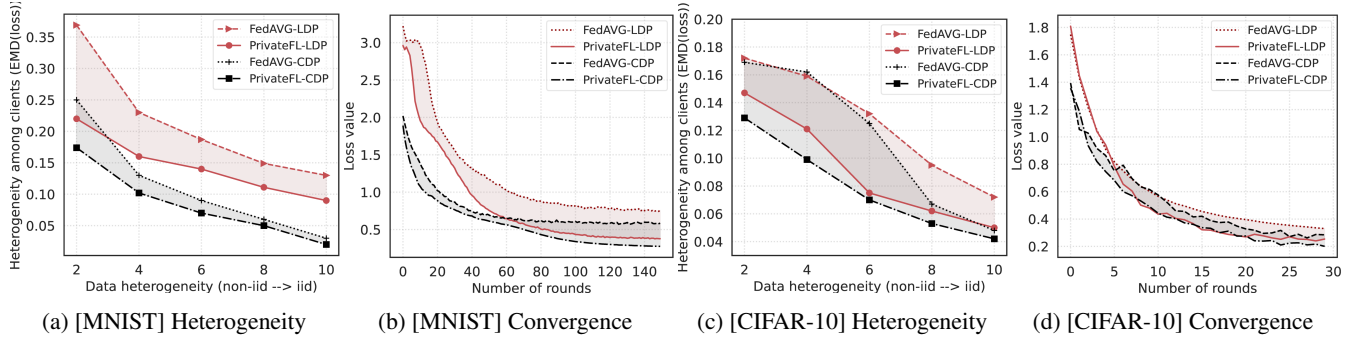 Heterogeneity among clients (EMD(loss))
0.35
0.30
0.25
0.20
0.15
0.10
0.05
2
4
6
8
10
Data heterogeneity (non-iid --> iid)
FedAVG-LDP
PrivateFL-LDP
FedAVG-CDP
PrivateFL-CDP
(a) [MNIST] Heterogeneity
Loss value
3.0
2.5
2.0
1.5
1.0
0.5
0
20
40
60
80
100
120
140
Number of rounds
FedAVG-LDP
PrivateFL-LDP
FedAVG-CDP
PrivateFL-CDP
(b) [MNIST] Convergence
Heterogeneity among clients (EMD(loss))
0.20
0.18
0.16
0.14
0.12
0.10
0.08
0.06
0.04
2
4
6
8
10
Data heterogeneity (non-iid --> iid)
FedAVG-LDP
PrivateFL-LDP
FedAVG-CDP
PrivateFL-CDP
(c) [CIFAR-10] Heterogeneity
Loss value
1.8
1.6
1.4
1.2
1.0
0.8
0.6
0.4
0.2
0
5
10
15
20
25
30
Number of rounds
FedAVG-LDP
PrivateFL-LDP
FedAVG-CDP
PrivateFL-CDP
(d) [CIFAR-10] Convergence